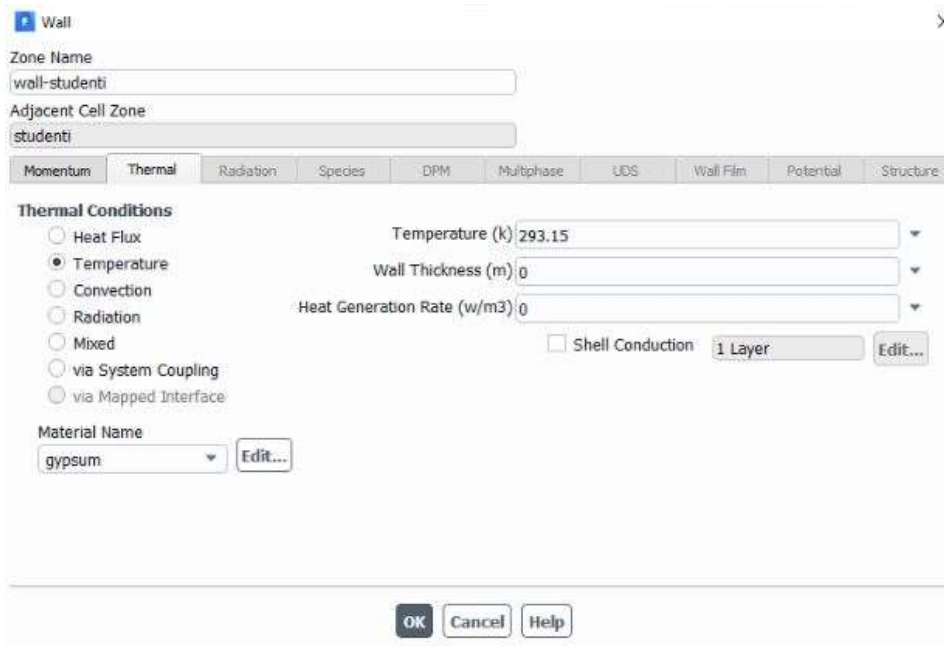 Wall
Zone Name
wall-studenti
Adjacent Cell Zone
studenti
Momentum Thermal Radiation Species DPM Multiphase UDS Wall Film Potential Structure
Thermal Conditions
Heat Flux
Temperature
Convection
Radiation
Mixed
via System Coupling
via Mapped Interface
Temperature (k) 293.15
Wall Thickness (m) 0
Heat Generation Rate (w/m3) 0
Shell Conduction 1 Layer Edit...
Material Name
gypsum Edit...
OK Cancel Help